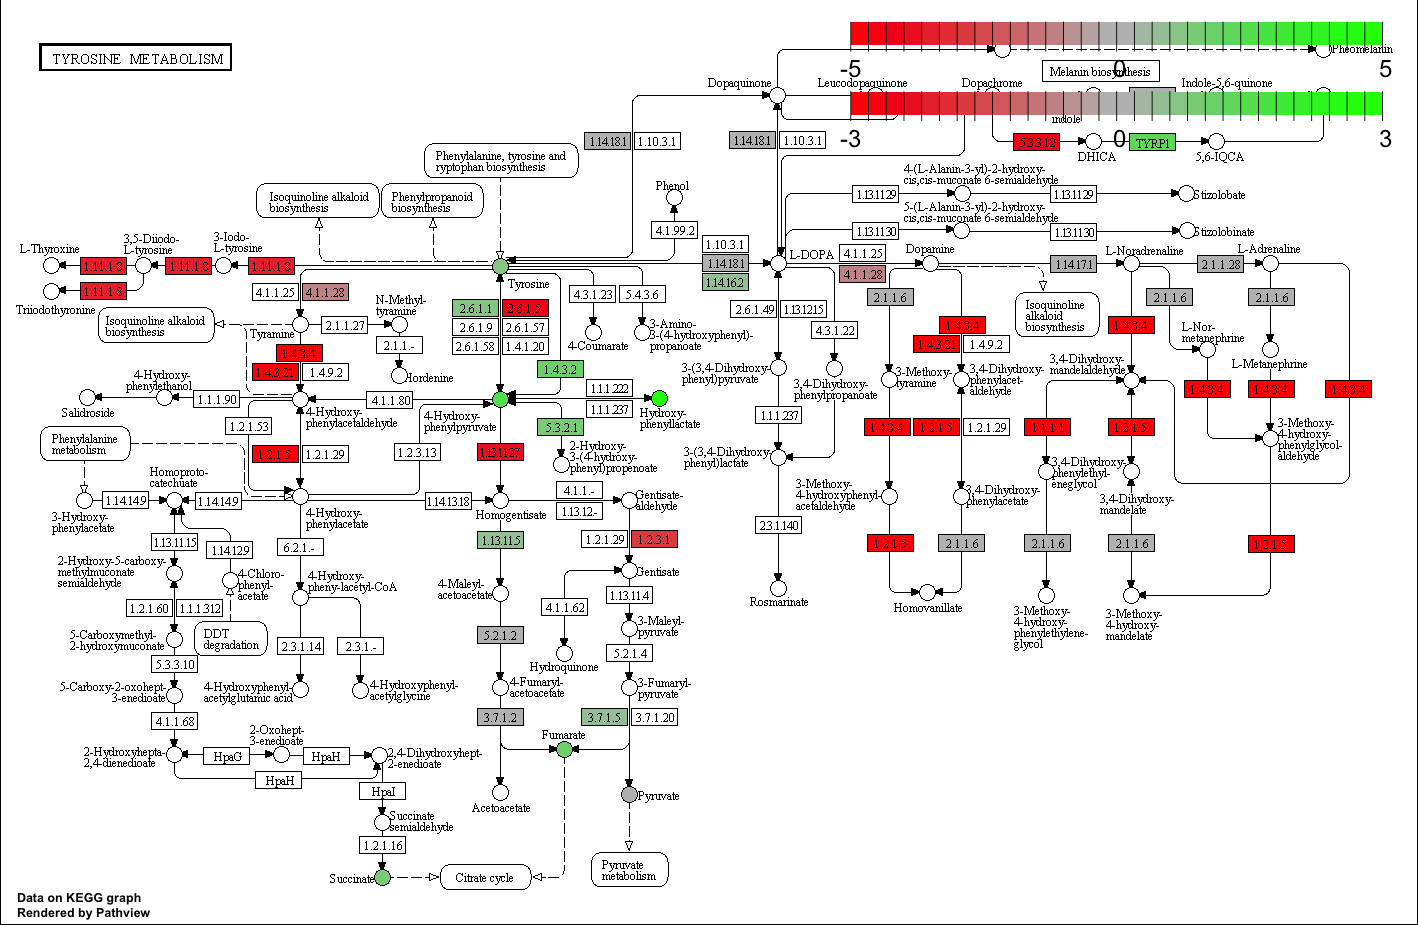 TYROSINE METABOLISM
-5
0
5
-3
0
3
Pheomelanin
Melanin biosynthesis
Dopaquinone
Leucodopaquinone
Dopachrome
Indole-5,6-quinone
indole
1.14.18.1
1.10.3.1
1.14.18.1
1.10.3.1
5.3.3.12
DHICA
TYRP1
5,6-IQCA
Phenylalanine, tyrosine and
ryptophan biosynthesis
Isoquinoline alkaloid
biosynthesis
Phenylpropanoid
biosynthesis
Phenol
4.1.99.2
4-(L-Alanin-3-yl)-2-hydroxy-
cis,cis-muconate 6-semialdehyde
1.13.11.29
1.13.11.29
Stizolobate
5-(L-Alanin-3-yl)-2-hydroxy-
cis,cis-muconate 6-semialdehyde
1.13.11.30
1.13.11.30
Stizolobinate
L-Thyroxine
3,5-Diiodo-
L-tyrosine
3-Iodo-
L-tyrosine
1.11.1.8
1.11.1.8
1.11.1.8
1.11.1.8
Triiodothyronine
Tyrosine
1.10.3.1
1.14.18.1
1.14.16.2
L-DOPA
4.1.1.25
4.1.1.28
Dopamine
1.14.17.1
L-Noradrenaline
2.1.1.28
L-Adrenaline
4.1.1.25
4.1.1.28
Isoquinoline alkaloid
biosynthesis
Tyramine
2.1.1.27
N-Methyl-
tyramine
2.1.1.-
Hordenine
2.6.1.1
2.6.1.5
2.6.1.9
2.6.1.57
2.6.1.58
1.4.1.20
4.3.1.23
5.4.3.6
4-Coumarate
3-Amino-
3-(4-hydroxyphenyl)-
propanoate
2.6.1.49
1.13.12.15
4.3.1.22
2.1.1.6
Isoquinoline
alkaloid
biosynthesis
2.1.1.6
2.1.1.6
1.4.3.4
1.4.3.21
1.4.9.2
1.4.3.4
1.4.3.21
1.4.9.2
1.4.3.4
L-Nor-
metanephrine
L-Metanephrine
1.4.3.2
3-(3,4-Dihydroxy-
phenyl)pyruvate
3,4-Dihydroxy-
phenylpropanoate
3-Methoxy-
tyramine
3,4-Dihydroxy-
phenylacet-
aldehyde
3,4-Dihydroxy-
mandelaldehyde
1.4.3.4
1.4.3.4
1.4.3.4
4-Hydroxy-
phenylethanol
Salidroside
1.1.1.90
4-Hydroxy-
phenylacetaldehyde
4.1.1.80
4-Hydroxy-
phenylpyruvate
1.1.1.222
1.1.1.237
Hydroxy-
phenyllactate
1.1.1.237
5.3.2.1
2-Hydroxy-
3-(4-hydroxy-
phenyl)propenoate
1.2.1.53
Phenylalanine
metabolism
1.2.1.5
1.2.1.29
1.2.3.13
1.13.11.27
3-(3,4-Dihydroxy-
phenyl)lactate
1.4.3.4
1.2.1.5
1.2.1.29
1.1.1.1
1.2.1.5
3-Methoxy-
4-hydroxy-
phenylglycol-
aldehyde
Homoproto-
catechuate
3-Hydroxy-
phenylacetate
1.14.14.9
1.14.14.9
4-Hydroxy-
phenylacetate
1.14.13.18
Homogentisate
4.1.1.-
1.13.12.-
Gentisate-
aldehyde
3-Methoxy-
4-hydroxyphenyl-
acetaldehyde
3,4-Dihydroxy-
phenylacetate
3,4-Dihydroxy-
phenylethyl-
eneglycol
3,4-Dihydroxy-
mandelate
2.3.1.140
1.13.11.15
1.14.12.9
6.2.1.-
1.13.11.5
1.2.1.29
1.2.3.1
1.2.1.5
2.1.1.6
2.1.1.6
2.1.1.6
1.2.1.5
2-Hydroxy-5-carboxy-
methylmuconate
semialdehyde
4-Chloro-
phenyl-
acetate
4-Hydroxy-
pheny-lacetyl-CoA
4-Maleyl-
acetoacetate
Gentisate
Rosmarinate
Homovanillate
3-Methoxy-
4-hydroxy-
phenylethylene-
glycol
3-Methoxy-
4-hydroxy-
mandelate
1.2.1.60
1.1.1.312
4.1.1.62
1.13.11.4
DDT
degradation
5-Carboxymethyl-
2-hydroxymuconate
2.3.1.14
2.3.1.-
5.2.1.2
3-Maleyl-
pyruvate
5.2.1.4
Hydroquinone
5.3.3.10
5-Carboxy-2-oxohept-
3-enedioate
4-Hydroxyphenyl-
acetylglutamic acid
4-Hydroxyphenyl-
acetylglycine
4-Fumaryl-
acetoacetate
3-Fumaryl-
pyruvate
4.1.1.68
3.7.1.2
3.7.1.5
3.7.1.20
2-Hydroxyhepta-
2,4-dienedioate
HpaG
2-Oxohept-
3-enedioate
HpaH
2,4-Dihydroxyhept-
2-enedioate
HpaH
Fumarate
HpaI
Acetoacetate
Pyruvate
Succinate
semialdehyde
1.2.1.16
Succinate
Citrate cycle
Pyruvate
metabolism
Data on KEGG graph
Rendered by Pathview